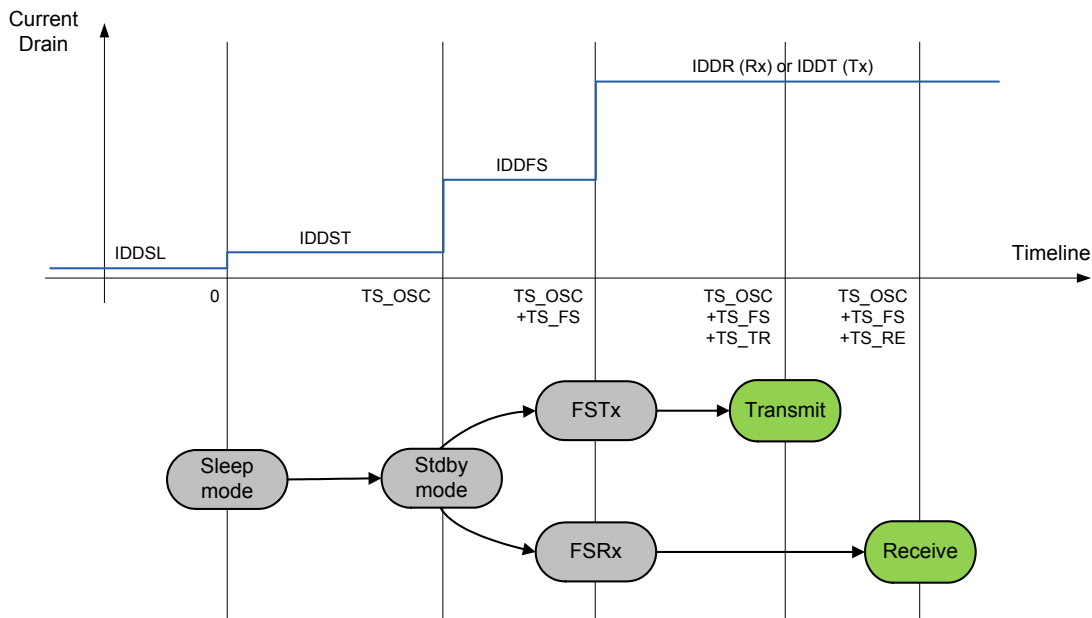 Current
Drain
IDDR (Rx) or IDDT (Tx)
IDDFS
IDDST
IDDSL
Timeline
0
TS_OSC
TS_OSC
+TS_FS
TS_OSC
+TS_FS
+TS_TR
TS_OSC
+TS_FS
+TS_RE
FSTx
Transmit
Sleep
mode
Stdby
mode
FSRx
Receive